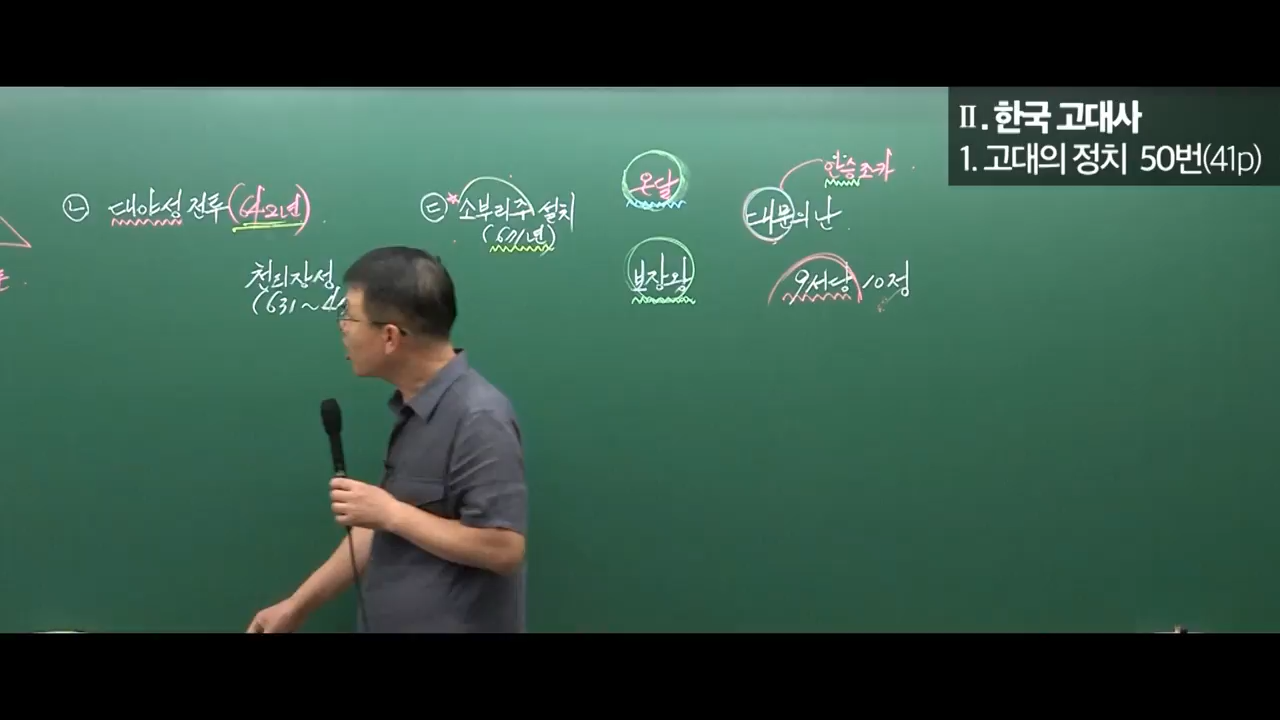 Ⅱ. 한국 고대사
1. 고대의 정치 50번(41p)
㉡ 대야성 전투 (642년)
천리장성
(631~
㉢ *소부리주 설치
(671년)
온달
보장왕
안승조카
대문의 난
9서당 10정